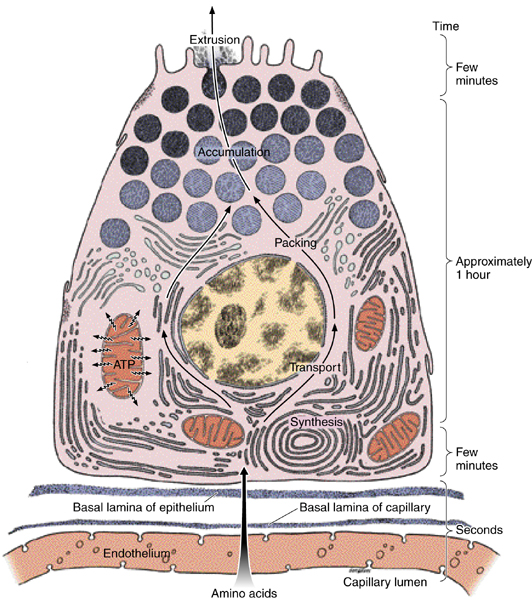 Time
Extrusion
Few
minutes
Accumulation
Packing
Approximately
1 hour
ATP
Transport
Synthesis
Few
minutes
Basal lamina of epithelium
Basal lamina of capillary
Seconds
Endothelium
Capillary lumen
Amino acids